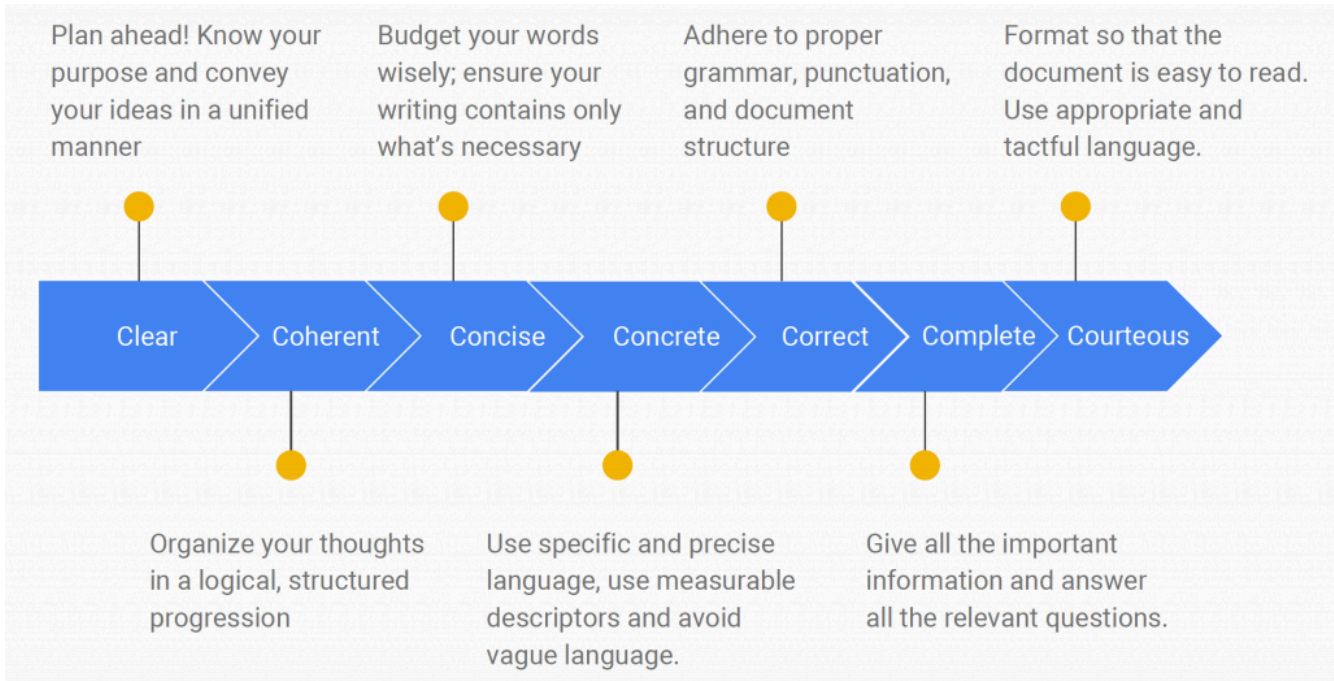 Plan ahead! Know your
purpose and convey
your ideas in a unified
manner
Budget your words
wisely; ensure your
writing contains only
what's necessary
Adhere to proper
grammar, punctuation,
and document
structure
Format so that the
document is easy to read.
Use appropriate and
tactful language.
Clear
Coherent
Concise
Concrete
Correct
Complete
Courteous
Organize your thoughts
in a logical, structured
progression
Use specific and precise
language, use measurable
descriptors and avoid
vague language.
Give all the important
information and answer
all the relevant questions.